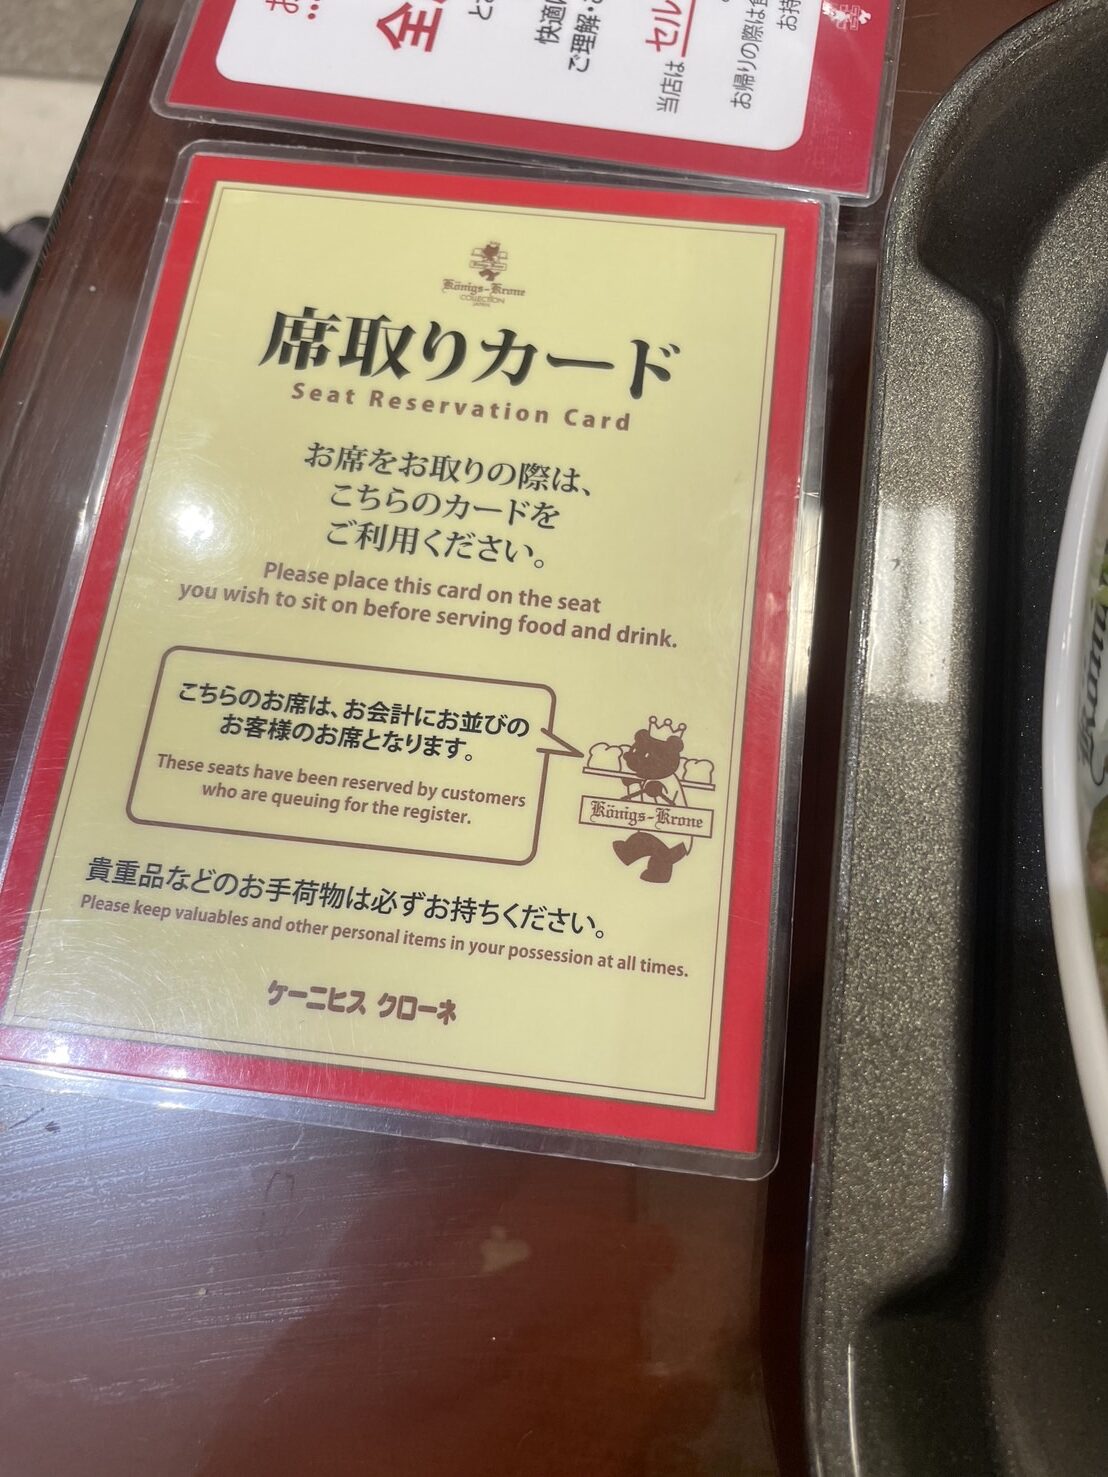 全
快適に
ご理解・
セル
当店は
お帰りの際は
お持
Königs-Krone
COLLECTION
JAPAN
席取りカード
Seat Reservation Card
お席をお取りの際は、
こちらのカードを
ご利用ください。
Please place this card on the seat
you wish to sit on before serving food and drink.
こちらのお席は、お会計にお並びの
お客様のお席となります。
These seats have been reserved by customers
who are queuing for the register.
Königs-Krone
貴重品などのお手荷物は必ずお持ちください。
Please keep valuables and other personal items in your possession at all times.
ケーニヒス クローネ